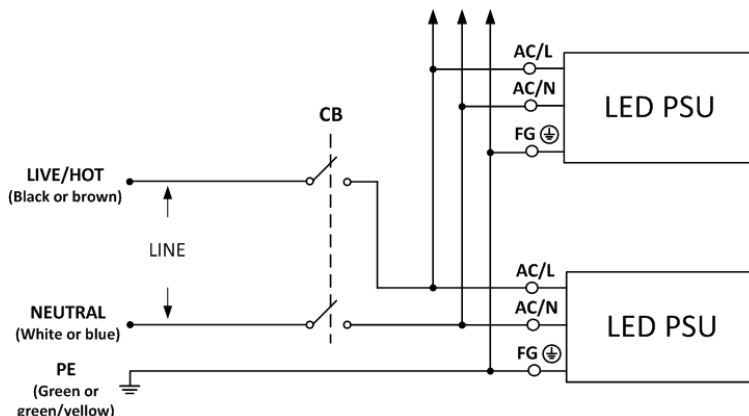 AC/L
AC/N
LED PSU
FG
CB
LIVE/HOT
(Black or brown)
LINE
AC/L
NEUTRAL
(White or blue)
AC/N
LED PSU
FG
PE
(Green or
green/yellow)